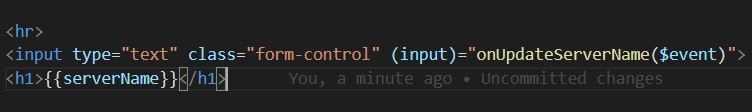 <hr>
<input type="text" class="form-control" (input)="onUpdateServerName($event)">
<h1>{{serverName}}</h1>      You, a minute ago • Uncommitted changes